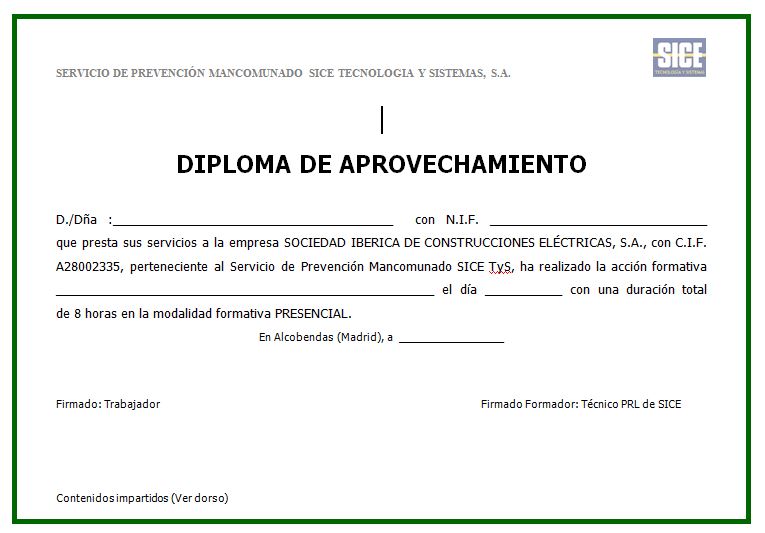 SICE
TECNOLOGÍA Y SISTEMAS
SERVICIO DE PREVENCIÓN MANCOMUNADO SICE TECNOLOGIA Y SISTEMAS, S.A.
DIPLOMA DE APROVECHAMIENTO
D./Dña :________________________________________ con N.I.F. _______________________________
que presta sus servicios a la empresa SOCIEDAD IBERICA DE CONSTRUCCIONES ELÉCTRICAS, S.A., con C.I.F.
A28002335, perteneciente al Servicio de Prevención Mancomunado SICE TyS, ha realizado la acción formativa
______________________________________________________ el día ___________ con una duración total
de 8 horas en la modalidad formativa PRESENCIAL.
En Alcobendas (Madrid), a _________________
Firmado: Trabajador Firmado Formador: Técnico PRL de SICE
Contenidos impartidos (Ver dorso)